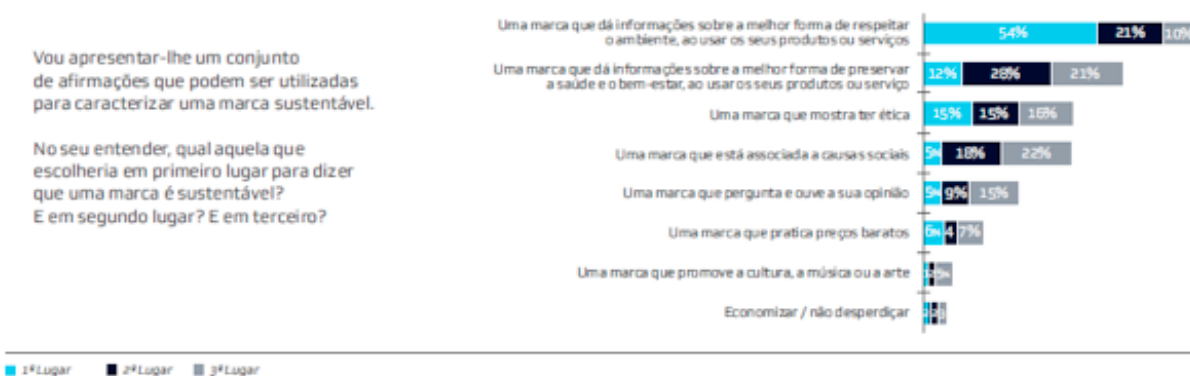 Vou apresentar-lhe um conjunto
de afirmações que podem ser utilizadas
para caracterizar uma marca sustentável.
No seu entender, qual aquela que
escolheria em primeiro lugar para dizer
que uma marca é sustentável?
E em segundo lugar? E em terceiro?
Uma marca que dá informações sobre a melhor forma de respeitar
o ambiente, ao usar os seus produtos ou serviços
54% 21% 10%
Uma marca que dá informações sobre a melhor forma de preservar
a saúde e o bem-estar, ao usar os seus produtos ou serviço
12% 28% 21%
Uma marca que mostra ter ética
15% 15% 16%
Uma marca que está associada a causas sociais
5% 18% 22%
Uma marca que pergunta e ouve a sua opinião
5% 9% 15%
Uma marca que pratica preços baratos
6% 4 7%
Uma marca que promove a cultura, a música ou a arte
Economizar / não desperdiçar
1º Lugar 2º Lugar 3º Lugar